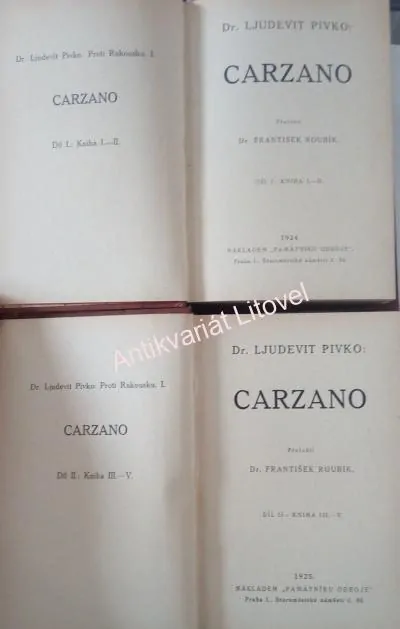 Dr. Ljudevit Pivko: Proti Rakousku. I.
CARZANO
Díl I.: Kniha I.—II.
Dr. LJUDEVIT PIVKO:
CARZANO
Přeložil
Dr. FRANTIŠEK ROUBÍK.
DÍL I.: KNIHA I.—II.
1924
NÁKLADEM „PAMÁTNÍKU ODBOJE",
Praha I., Staroměstské náměstí č.
Antikvariát Litovel
Dr. Ljudevit Pivko: Proti Rakousku. I.
CARZANO
Díl II.: Kniha III.—V.
Dr. LJUDEVIT PIVKO:
CARZANO
Přeložil
Dr. FRANTIŠEK ROUBÍK.
DÍL II.: KNIHA III.—V.
1925.
NÁKLADEM „PAMÁTNÍKU ODBOJE",
Praha I., Staroměstské náměstí č.